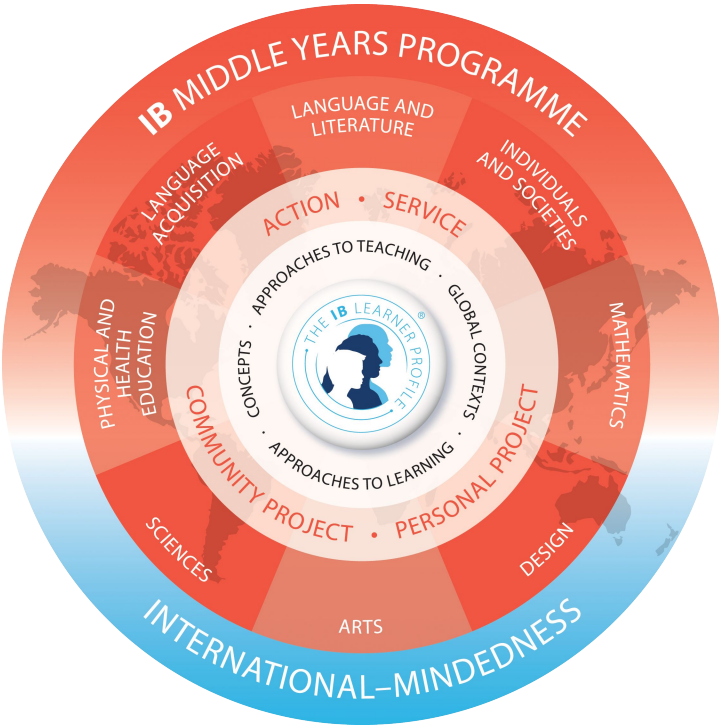 IB MIDDLE YEARS PROGRAMME
LANGUAGE AND
LITERATURE
INDIVIDUALS
AND SOCIETIES
MATHEMATICS
DESIGN
ARTS
SCIENCES
PHYSICAL AND
HEALTH
EDUCATION
LANGUAGE
ACQUISITION
ACTION • SERVICE
COMMUNITY PROJECT • PERSONAL PROJECT
APPROACHES TO TEACHING · GLOBAL CONTEXTS · APPROACHES TO LEARNING · CONCEPTS ·
• THE IB LEARNER PROFILE • ®
INTERNATIONAL–MINDEDNESS